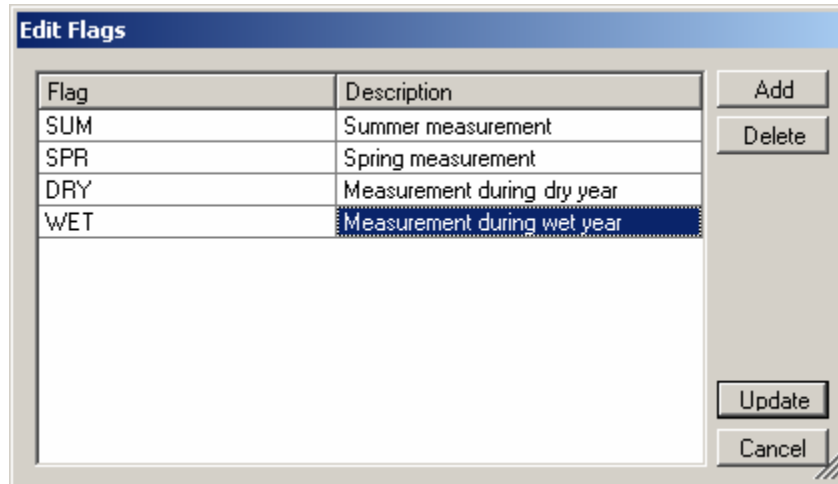 Edit Flags
Flag Description Add
SUM Summer measurement Delete
SPR Spring measurement
DRY Measurement during dry year
WET Measurement during wet year
Update
Cancel